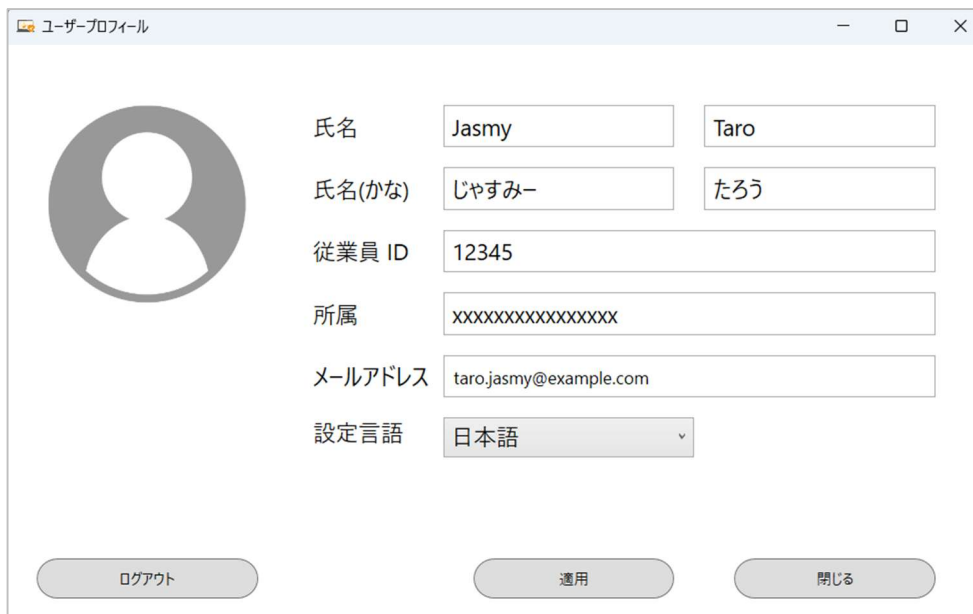 ユーザープロフィール
氏名 Jasmy Taro
氏名(かな) じゃすみー たろう
従業員 ID 12345
所属 xxxxxxxxxxxxxxxx
メールアドレス taro.jasmy@example.com
設定言語 日本語
ログアウト 適用 閉じる